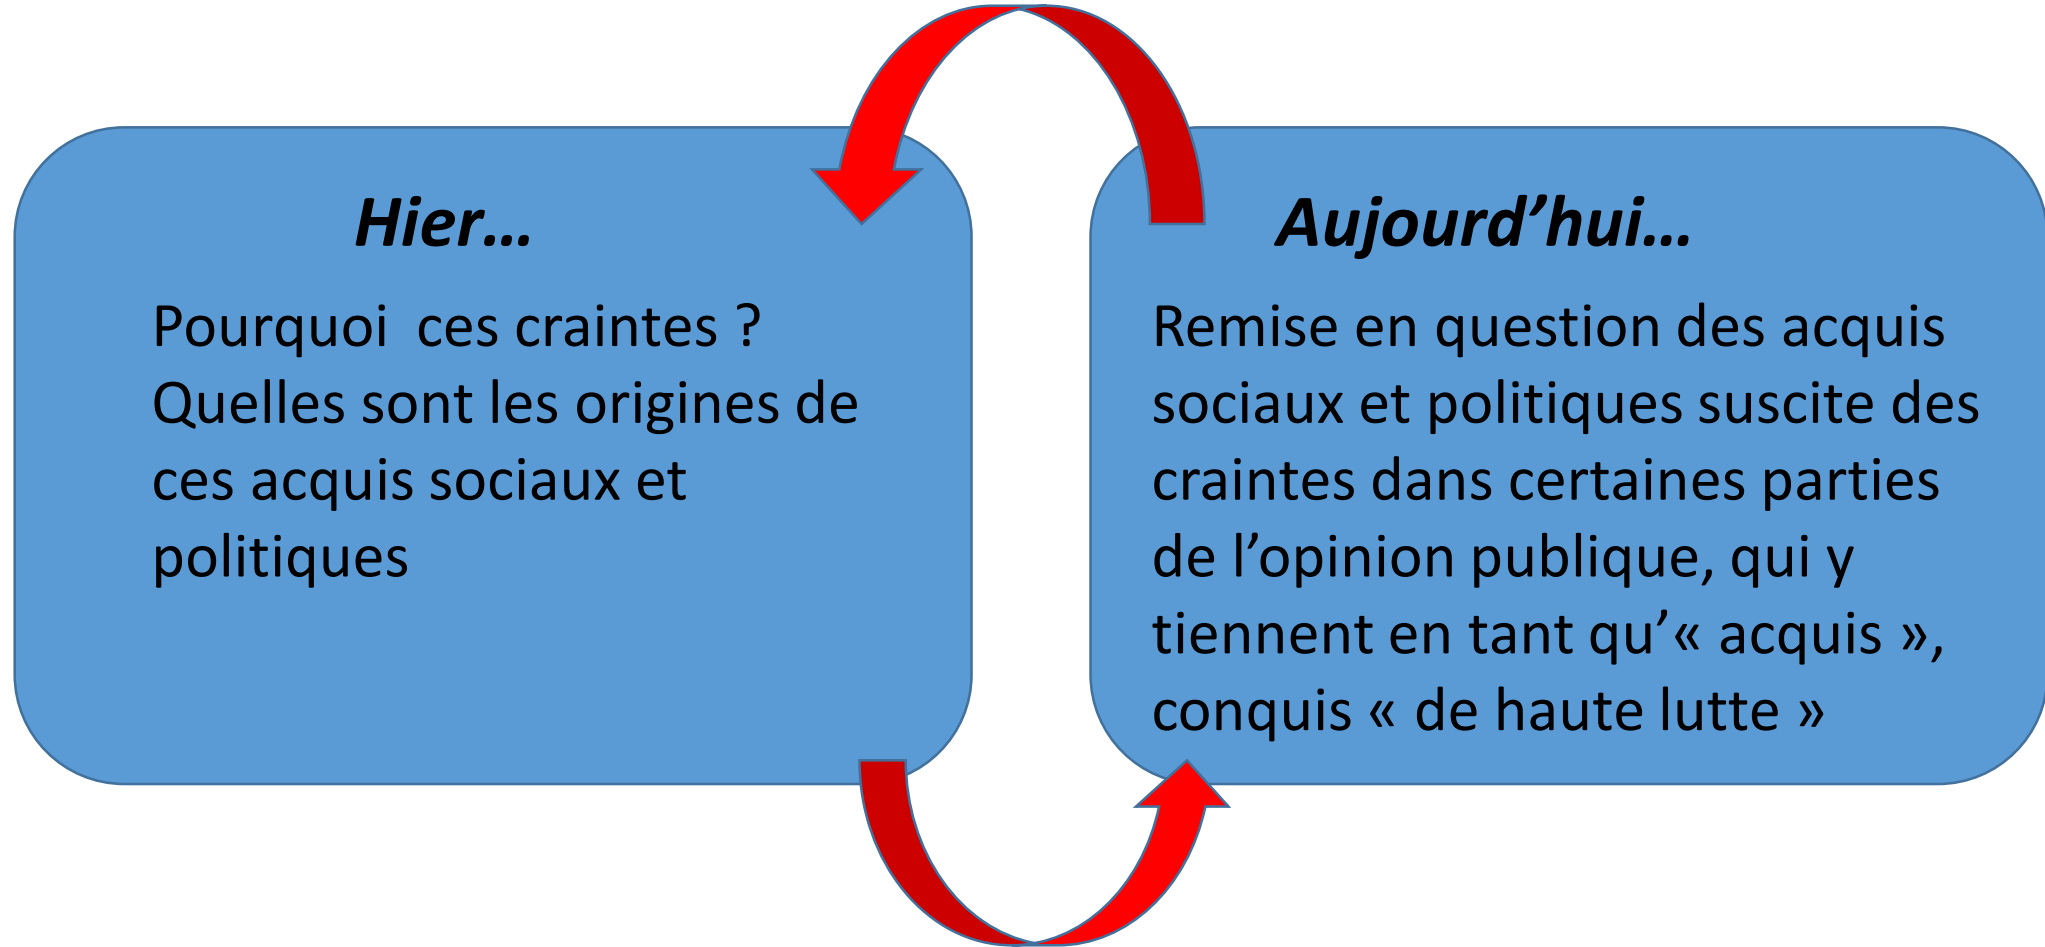 Hier…
Pourquoi  ces craintes ?
Quelles sont les origines de
ces acquis sociaux et
politiques
Aujourd’hui…
Remise en question des acquis
sociaux et politiques suscite des
craintes dans certaines parties
de l’opinion publique, qui y
tiennent en tant qu’« acquis »,
conquis « de haute lutte »